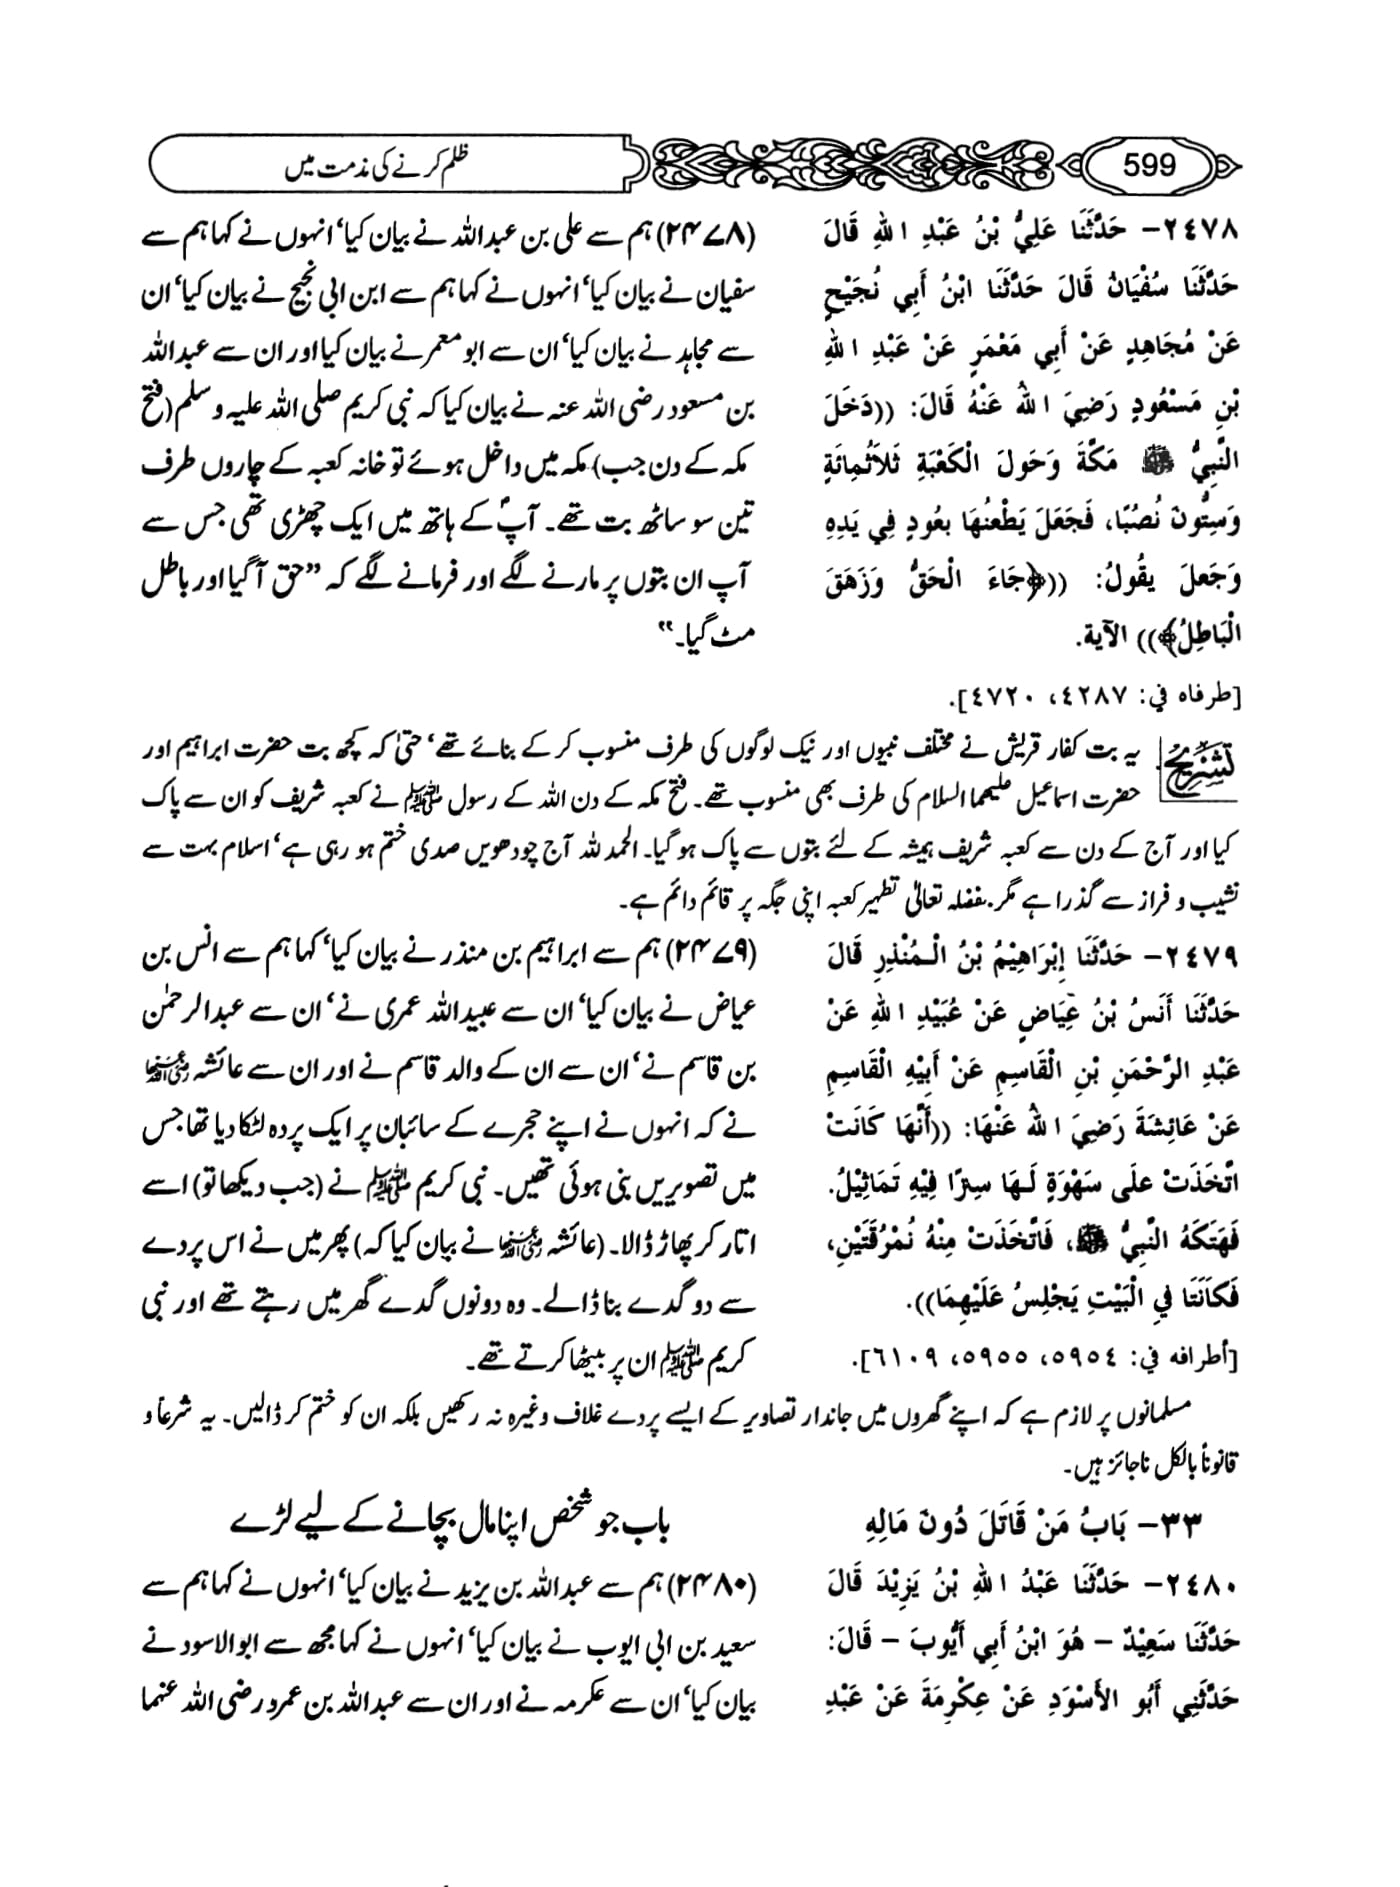 599
ظلم کرنے کی مذمت میں
٢٤٧٨- حَدَّثَنَا عَلِيُّ بْنُ عَبْدِ اللهِ قَالَ
حَدَّثَنَا سُفْيَانُ قَالَ حَدَّثَنَا ابْنُ أَبِي نُجَيْحٍ
عَنْ مُجَاهِدٍ عَنْ أَبِي مَعْمَرٍ عَنْ عَبْدِ اللهِ
بْنِ مَسْعُودٍ رَضِيَ اللهُ عَنْهُ قَالَ: ((دَخَلَ
النَّبِيُّ ﷺ مَكَّةَ وَحَولَ الْكَعْبَةِ ثَلاَثُمِائَةٍ
وَسِتُّونَ نُصُبًا، فَجَعَلَ يَطْعُنُهَا بِعُودٍ فِي يَدِهِ
وَجَعلَ يقُولُ: ((﴿جَاءَ الْحَقُّ وَزَهَقَ
الْبَاطِلُ﴾)) الآية.
[طرفاه في: ٤٢٨٧، ٤٧٢٠].
(۲۴۷۸) ہم سے علی بن عبداللہ نے بیان کیا‘ انہوں نے کہا ہم سے
سفیان نے بیان کیا‘ انہوں نے کہا ہم سے ابن ابی نجیح نے بیان کیا‘ ان
سے مجاہد نے بیان کیا‘ ان سے ابو معمر نے بیان کیا اور ان سے عبداللہ
بن مسعود رضی اللہ عنہ نے بیان کیا کہ نبی کریم صلی اللہ علیہ و سلم (فتح
مکہ کے دن جب) مکہ میں داخل ہوئے تو خانہ کعبہ کے چاروں طرف
تین سو ساٹھ بت تھے۔ آپؐ کے ہاتھ میں ایک چھڑی تھی جس سے
آپ ان بتوں پر مارنے لگے اور فرمانے لگے کہ ”حق آگیا اور باطل
مٹ گیا۔“
تشریح یہ بت کفار قریش نے مختلف نبیوں اور نیک لوگوں کی طرف منسوب کر کے بنائے تھے‘ حتیٰ کہ کچھ بت حضرت ابراہیم اور
حضرت اسماعیل علیہما السلام کی طرف بھی منسوب تھے۔ فتح مکہ کے دن اللہ کے رسول ﷺ نے کعبہ شریف کو ان سے پاک
کیا اور آج کے دن سے کعبہ شریف ہمیشہ کے لئے بتوں سے پاک ہو گیا۔ الحمد للہ آج چودھویں صدی ختم ہو رہی ہے‘ اسلام بہت سے
نشیب و فراز سے گذرا ہے مگر بفضلہ تعالیٰ تطہیر کعبہ اپنی جگہ پر قائم دائم ہے۔
٢٤٧٩- حَدَّثَنَا إِبْرَاهِيْمُ بْنُ الْـمُنْذِرِ قَالَ
حَدَّثَنَا أَنَسُ بْنُ عِيَاضٍ عَنْ عُبَيْدِ اللهِ عَنْ
عَبْدِ الرَّحْمَنِ بْنِ الْقَاسِمِ عَنْ أَبِيْهِ الْقَاسِمِ
عَنْ عَائِشَةَ رَضِيَ اللهُ عَنْهَا: ((أَنَّهَا كَانَتْ
اتَّخَذَتْ عَلَى سَهْوَةٍ لَـهَا سِتْرًا فِيْهِ تَمَاثِيْلُ.
فَهَتَكَهُ النَّبِيُّ ﷺ، فَاتَّخَذَتْ مِنْهُ نُمْرُقَتَيْنِ،
فَكَانَتَا فِي الْبَيْتِ يَجْلِسُ عَلَيْهِمَا)).
[أطرافه في: ٥٩٥٤، ٥٩٥٥، ٦١٠٩].
(۲۴۷۹) ہم سے ابراہیم بن منذر نے بیان کیا‘ کہا ہم سے انس بن
عیاض نے بیان کیا‘ ان سے عبیداللہ عمری نے‘ ان سے عبدالرحمٰن
بن قاسم نے‘ ان سے ان کے والد قاسم نے اور ان سے عائشہ رضی اللہ عنہا
نے کہ انہوں نے اپنے حجرے کے سائبان پر ایک پردہ لٹکا دیا تھا جس
میں تصویریں بنی ہوئی تھیں۔ نبی کریم ﷺ نے (جب دیکھا تو) اسے
اتار کر پھاڑ ڈالا۔ (عائشہ رضی اللہ عنہا نے بیان کیا کہ) پھر میں نے اس پردے
سے دو گدے بنا ڈالے۔ وہ دونوں گدے گھر میں رہتے تھے اور نبی
کریم ﷺ ان پر بیٹھا کرتے تھے۔
مسلمانوں پر لازم ہے کہ اپنے گھروں میں جاندار تصاویر کے ایسے پردے غلاف وغیرہ نہ رکھیں بلکہ ان کو ختم کر ڈالیں۔ یہ شرعاً و
قانوناً بالکل ناجائز ہیں۔
٣٣- بَابُ مَنْ قَاتَلَ دُونَ مَالِهِ
باب جو شخص اپنا مال بچانے کے لیے لڑے
٢٤٨٠- حَدَّثَنَا عَبْدُ اللهِ بْنُ يَزِيْدَ قَالَ
حَدَّثَنَا سَعِيْدٌ - هُوَ ابْنُ أَبِي أَيُّوبَ - قَالَ:
حَدَّثَنِي أَبُو الأَسْوَدِ عَنْ عِكْرِمَةَ عَنْ عَبْدِ
(۲۴۸۰) ہم سے عبداللہ بن یزید نے بیان کیا‘ انہوں نے کہا ہم سے
سعید بن ابی ایوب نے بیان کیا‘ انہوں نے کہا مجھ سے ابوالاسود نے
بیان کیا‘ ان سے عکرمہ نے اور ان سے عبداللہ بن عمرو رضی اللہ عنہما